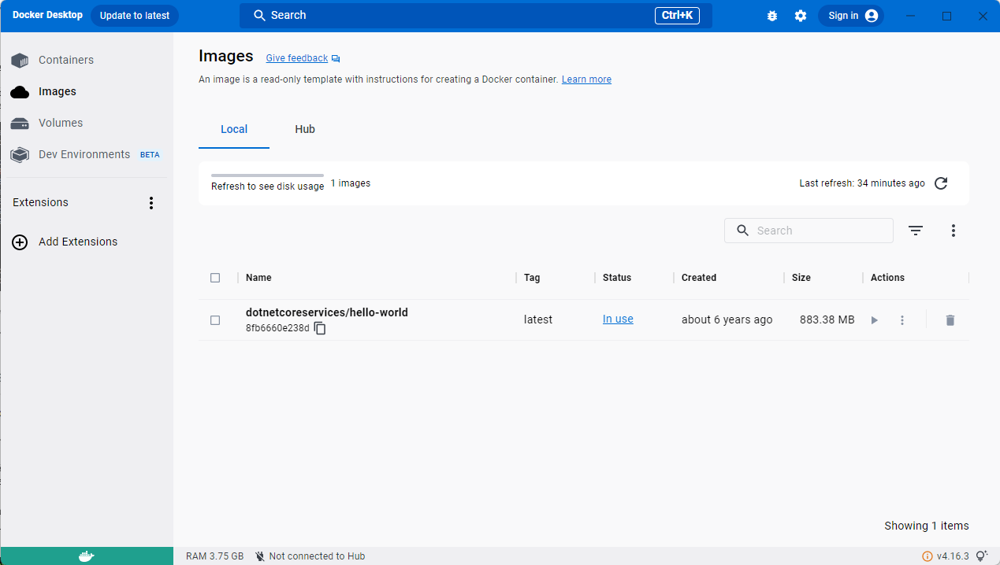 Docker Desktop Update to latest Search Ctrl+K Sign in
Containers
Images
Volumes
Dev Environments BETA
Extensions
Add Extensions
Images Give feedback
An image is a read-only template with instructions for creating a Docker container. Learn more
Local Hub
Refresh to see disk usage 1 images Last refresh: 34 minutes ago
Search
Name Tag Status Created Size Actions
dotnetcoreservices/hello-world
8fb6660e238d
latest In use about 6 years ago 883.38 MB
Showing 1 items
RAM 3.75 GB Not connected to Hub v4.16.3